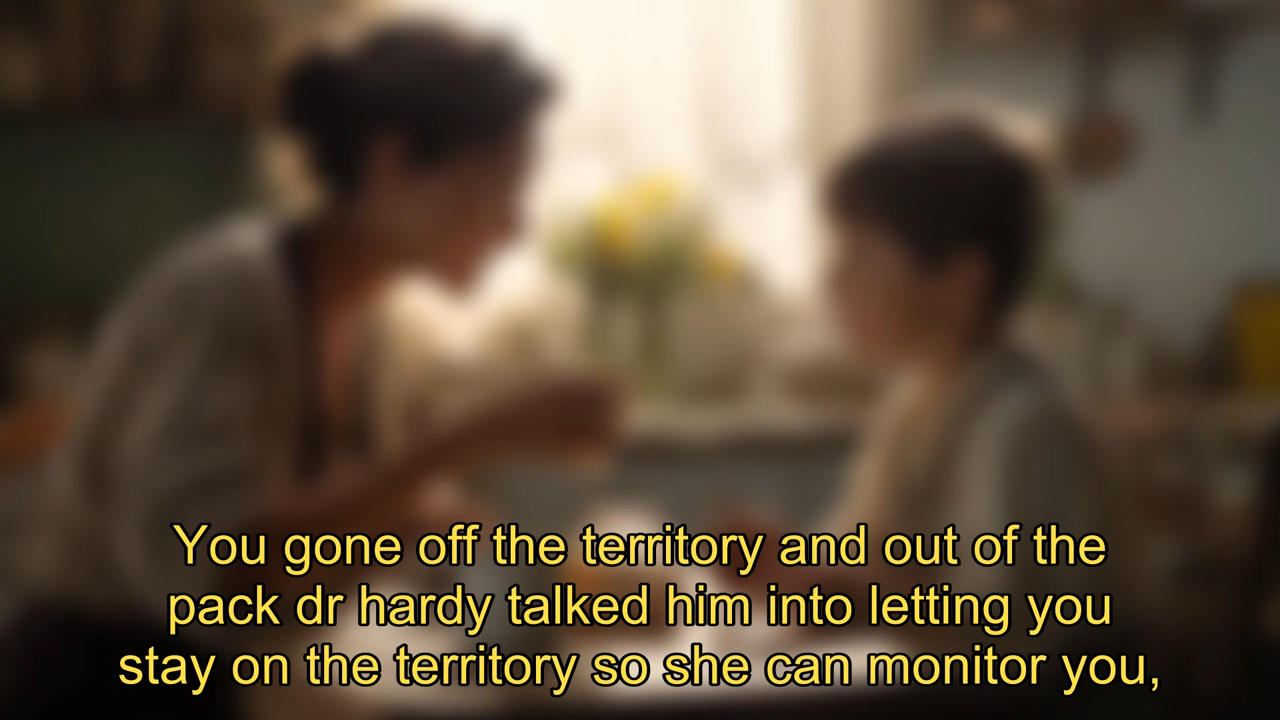 You gone off the territory and out of the
pack dr hardy talked him into letting you
stay on the territory so she can monitor you,